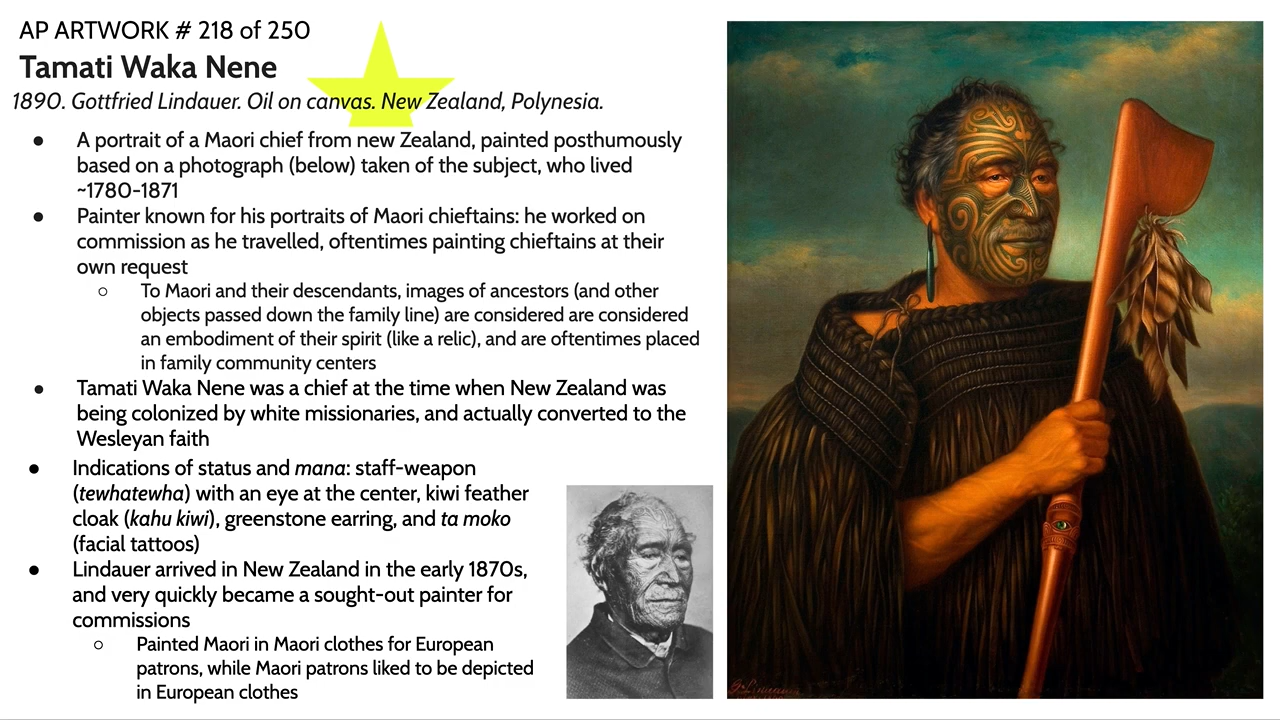 AP ARTWORK # 218 of 250
Tamati Waka Nene
1890. Gottfried Lindauer. Oil on canvas. New Zealand, Polynesia.
● A portrait of a Maori chief from new Zealand, painted posthumously
based on a photograph (below) taken of the subject, who lived
~1780-1871
● Painter known for his portraits of Maori chieftains: he worked on
commission as he travelled, oftentimes painting chieftains at their
own request
○ To Maori and their descendants, images of ancestors (and other
objects passed down the family line) are considered are considered
an embodiment of their spirit (like a relic), and are oftentimes placed
in family community centers
● Tamati Waka Nene was a chief at the time when New Zealand was
being colonized by white missionaries, and actually converted to the
Wesleyan faith
● Indications of status and mana: staff-weapon
(tewhatewha) with an eye at the center, kiwi feather
cloak (kahu kiwi), greenstone earring, and ta moko
(facial tattoos)
● Lindauer arrived in New Zealand in the early 1870s,
and very quickly became a sought-out painter for
commissions
○ Painted Maori in Maori clothes for European
patrons, while Maori patrons liked to be depicted
in European clothes